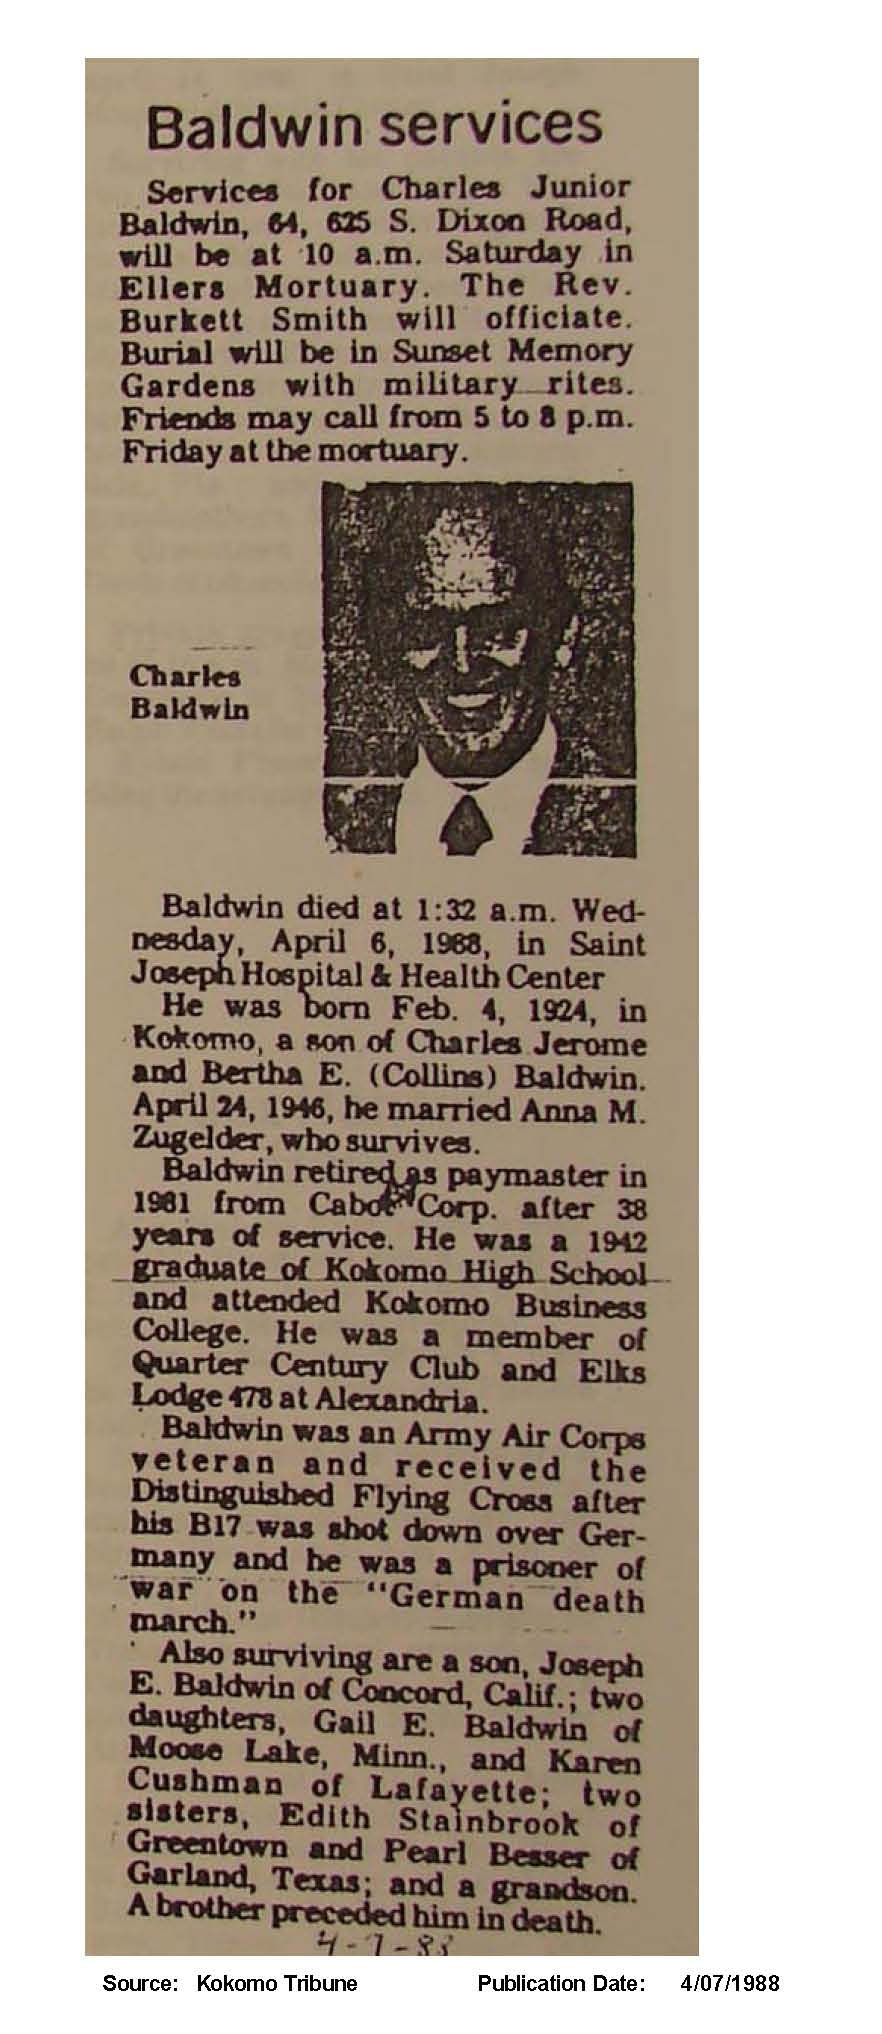 Baldwin services
Services for Charles Junior
Baldwin, 64, 625 S. Dixon Road,
will be at 10 a.m. Saturday in
Ellers Mortuary. The Rev.
Burkett Smith will officiate.
Burial will be in Sunset Memory
Gardens with military rites.
Friends may call from 5 to 8 p.m.
Friday at the mortuary.
Charles
Baldwin
Baldwin died at 1:32 a.m. Wed-
nesday, April 6, 1988, in Saint
Joseph Hospital & Health Center
He was born Feb. 4, 1924, in
Kokomo, a son of Charles Jerome
and Bertha E. (Collins) Baldwin.
April 24, 1946, he married Anna M.
Zugelder, who survives.
Baldwin retired as paymaster in
1981 from Cabot Corp. after 38
years of service. He was a 1942
graduate of Kokomo High School
and attended Kokomo Business
College. He was a member of
Quarter Century Club and Elks
Lodge 478 at Alexandria.
Baldwin was an Army Air Corps
veteran and received the
Distinguished Flying Cross after
his B17 was shot down over Ger-
many and he was a prisoner of
war on the "German death
march."
Also surviving are a son, Joseph
E. Baldwin of Concord, Calif.; two
daughters, Gail E. Baldwin of
Moose Lake, Minn., and Karen
Cushman of Lafayette; two
sisters, Edith Stainbrook of
Greentown and Pearl Besser of
Garland, Texas; and a grandson.
A brother preceded him in death.
4-7-88
Source: Kokomo Tribune Publication Date: 4/07/1988